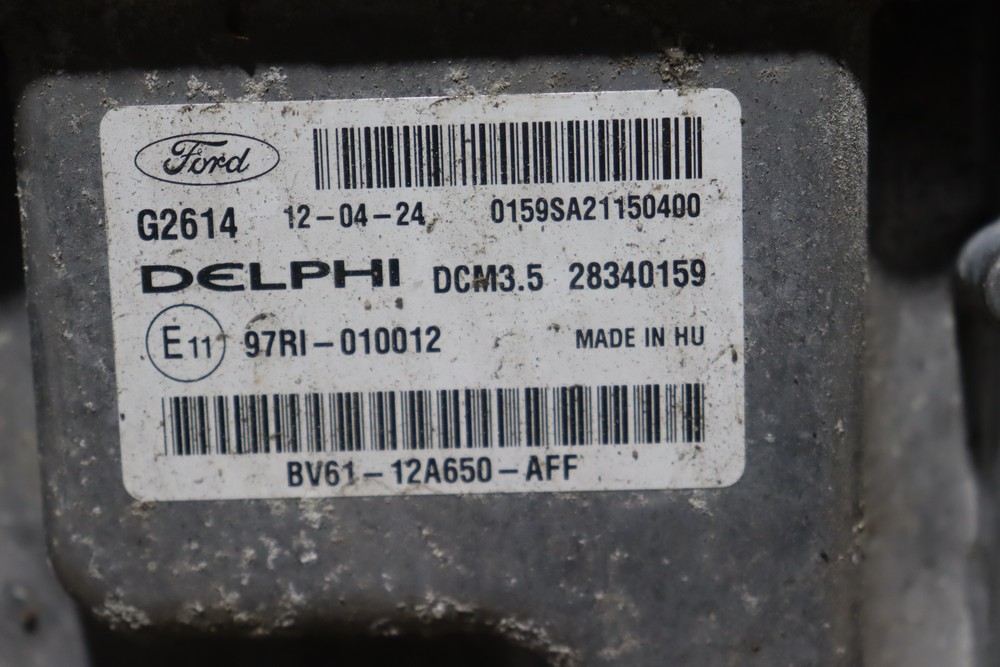 Ford
G2614 12-04-24 0159SA21150400
DELPHI DCM3.5 28340159
E11 97RI-010012 MADE IN HU
BV61-12A650-AFF